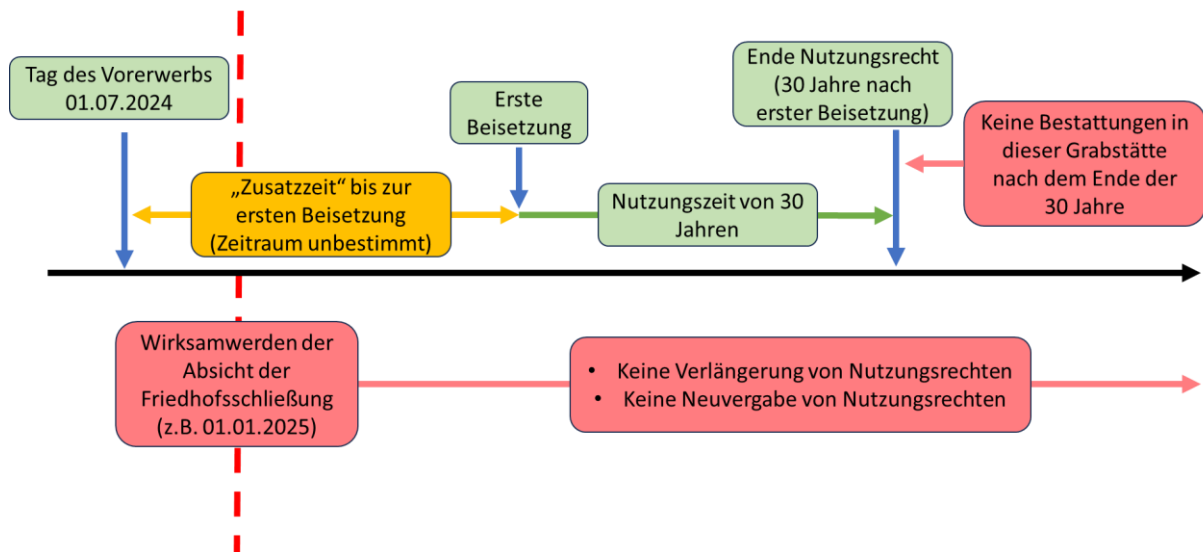 Tag des Vorerwerbs
01.07.2024
Erste
Beisetzung
Ende Nutzungsrecht
(30 Jahre nach
erster Beisetzung)
Keine Bestattungen in
dieser Grabstätte
nach dem Ende der
30 Jahre
„Zusatzzeit“ bis zur
ersten Beisetzung
(Zeitraum unbestimmt)
Nutzungszeit von 30
Jahren
Wirksamwerden der
Absicht der
Friedhofsschließung
(z.B. 01.01.2025)
• Keine Verlängerung von Nutzungsrechten
• Keine Neuvergabe von Nutzungsrechten